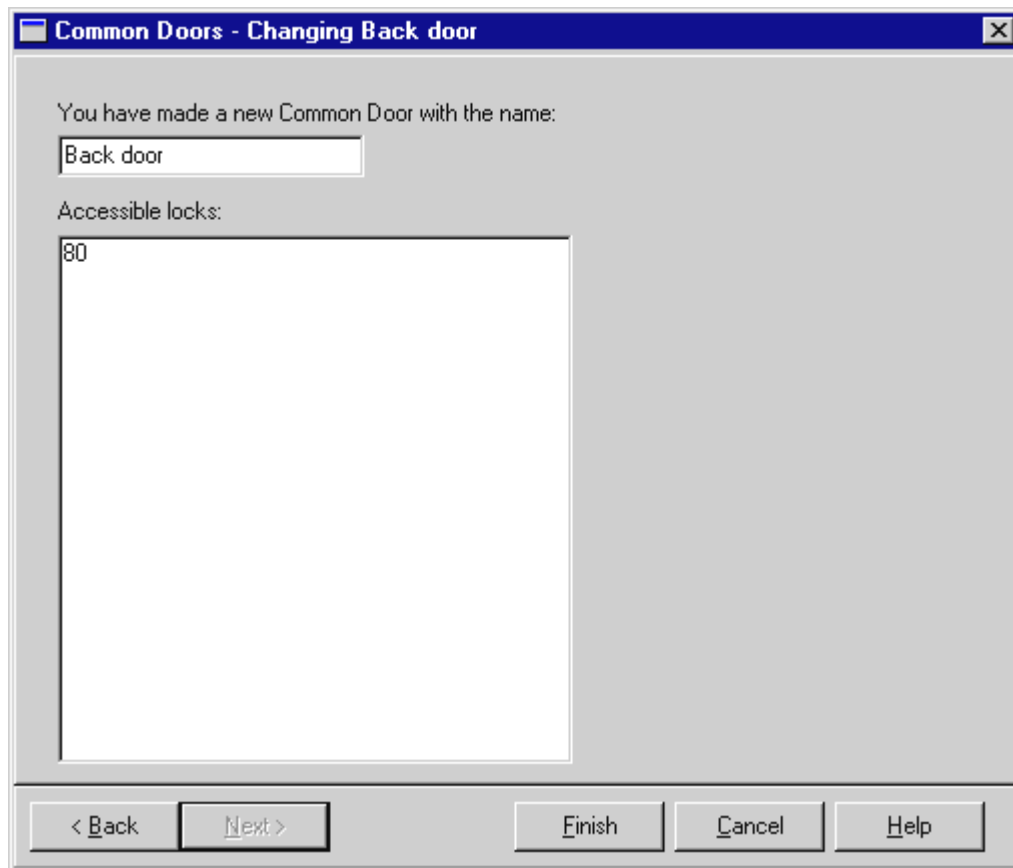 Common Doors - Changing Back door
You have made a new Common Door with the name:
Back door
Accessible locks:
80
< Back
Next >
Finish
Cancel
Help